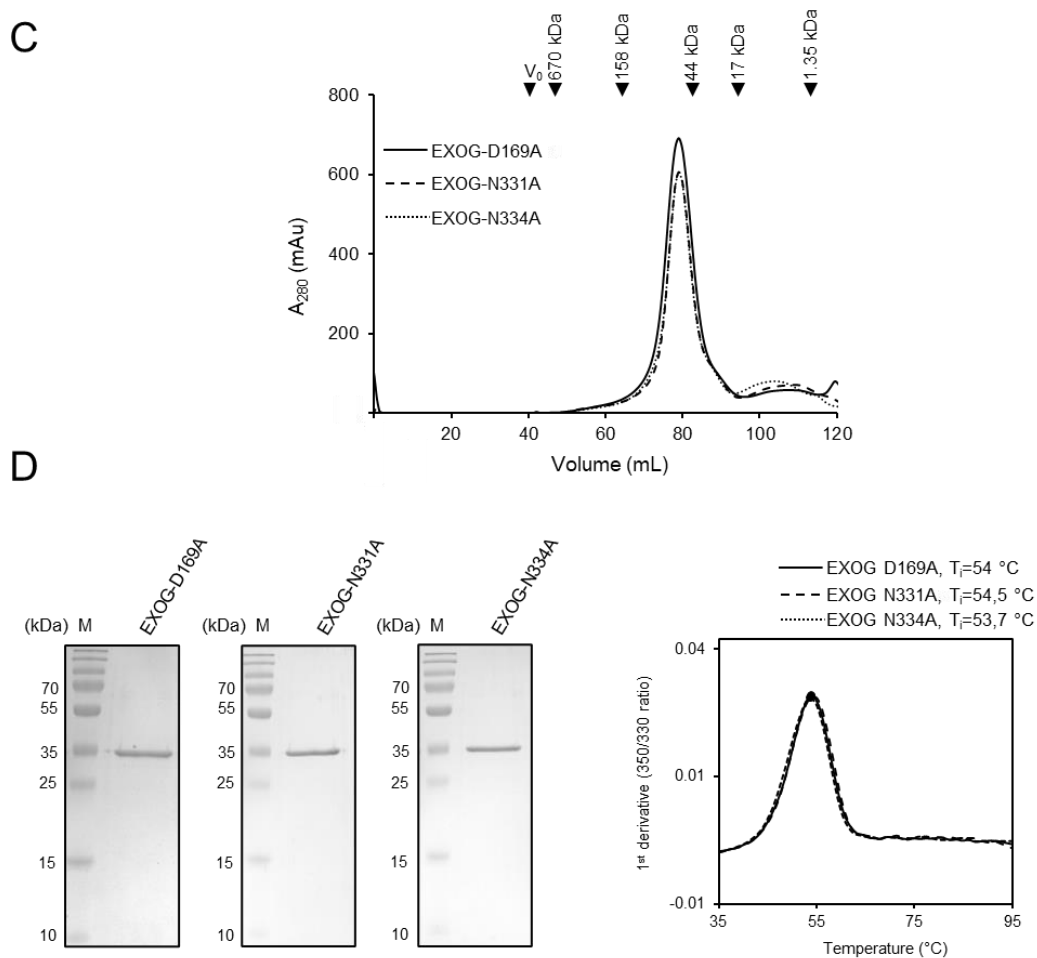 C
V0 670 kDa 158 kDa 44 kDa 17 kDa 1.35 kDa
800
600
400
200
A280 (mAu)
EXOG-D169A
EXOG-N331A
EXOG-N334A
20 40 60 80 100 120
Volume (mL)
D
EXOG-D169A
(kDa) M
70
55
35
25
15
10
EXOG-N331A
(kDa) M
70
55
35
25
15
10
EXOG-N334A
(kDa) M
70
55
35
25
15
10
EXOG D169A, Ti=54 °C
EXOG N331A, Ti=54,5 °C
EXOG N334A, Ti=53,7 °C
0.04
0.01
-0.01
1st derivative (350/330 ratio)
35 55 75 95
Temperature (°C)